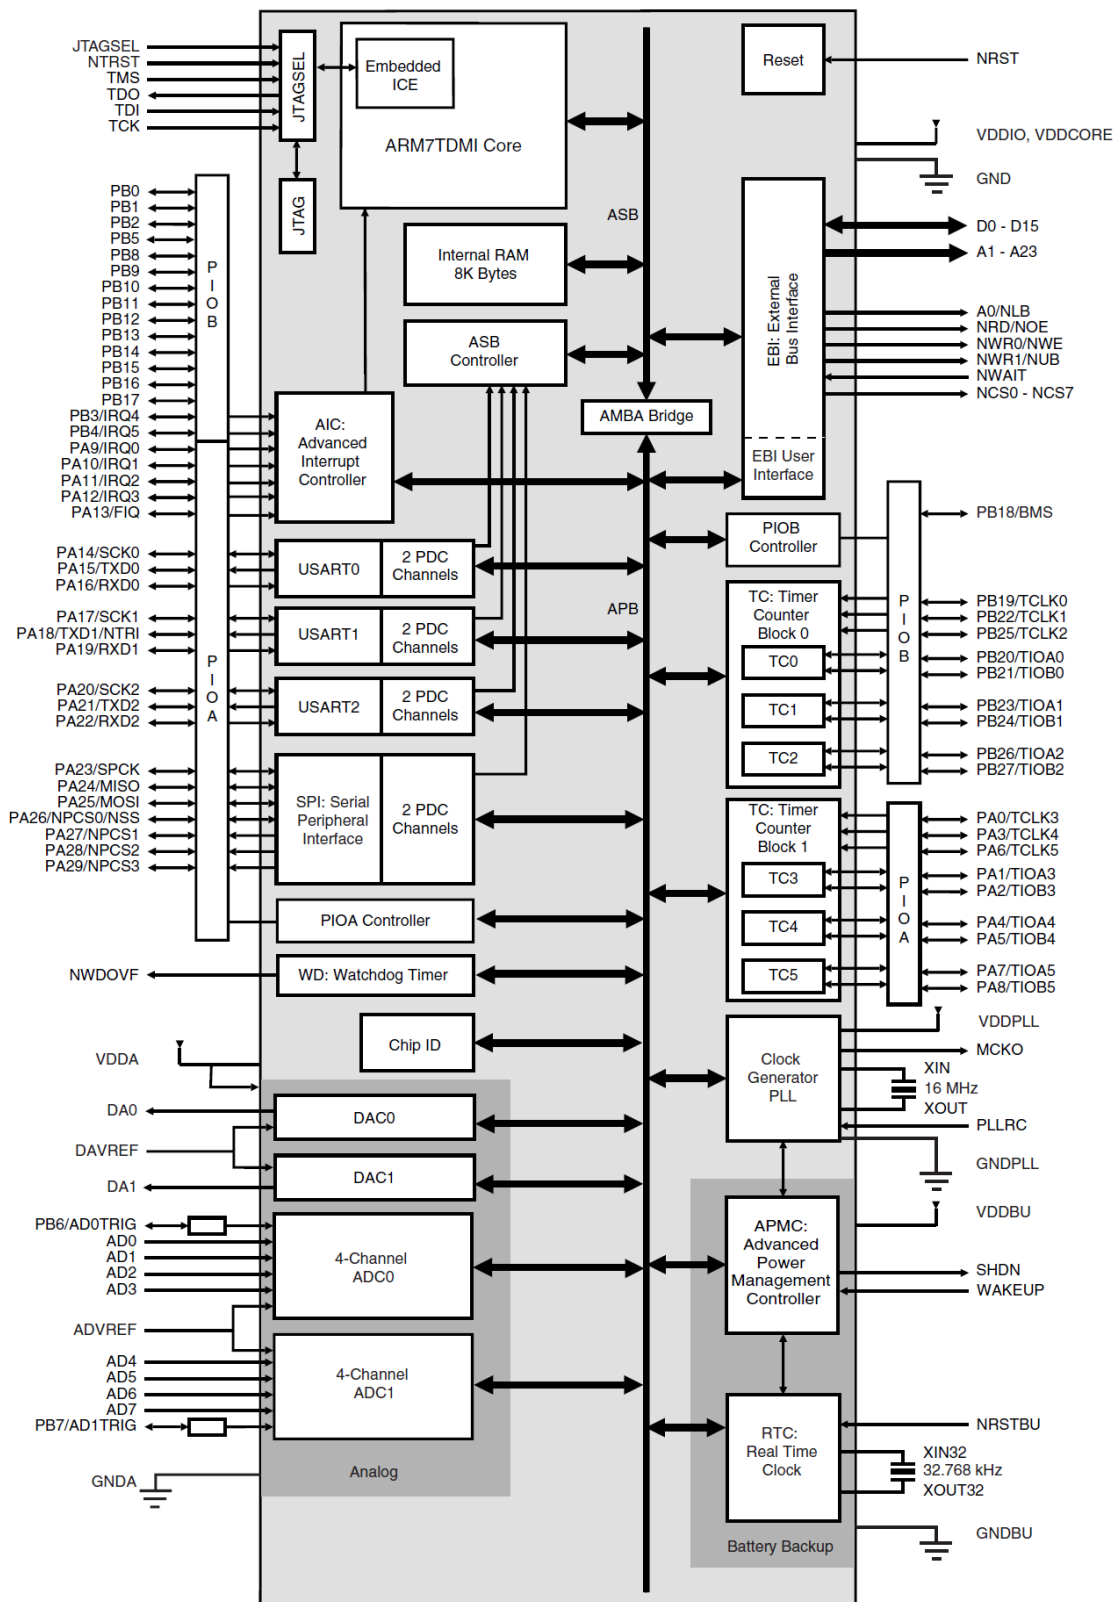 JTAGSEL
NTRST
TMS
TDO
TDI
TCK
JTAGSEL
Embedded
ICE
ARM7TDMI Core
JTAG
Reset
NRST
VDDIO, VDDCORE
GND
PB0
PB1
PB2
PB5
PB8
PB9
PB10
PB11
PB12
PB13
PB14
PB15
PB16
PB17
PB3/IRQ4
PB4/IRQ5
PA9/IRQ0
PA10/IRQ1
PA11/IRQ2
PA12/IRQ3
PA13/FIQ
PIOB
ASB
Internal RAM
8K Bytes
ASB
Controller
AMBA Bridge
EBI: External
Bus Interface
EBI User
Interface
D0 - D15
A1 - A23
A0/NLB
NRD/NOE
NWR0/NWE
NWR1/NUB
NWAIT
NCS0 - NCS7
AIC:
Advanced
Interrupt
Controller
PA14/SCK0
PA15/TXD0
PA16/RXD0
PA17/SCK1
PA18/TXD1/NTRI
PA19/RXD1
PA20/SCK2
PA21/TXD2
PA22/RXD2
PA23/SPCK
PA24/MISO
PA25/MOSI
PA26/NPCS0/NSS
PA27/NPCS1
PA28/NPCS2
PA29/NPCS3
PIOA
USART0
2 PDC
Channels
USART1
2 PDC
Channels
USART2
2 PDC
Channels
SPI: Serial
Peripheral
Interface
2 PDC
Channels
APB
PIOA Controller
NWDOVF
WD: Watchdog Timer
Chip ID
PIOB
Controller
PB18/BMS
TC: Timer
Counter
Block 0
TC0
TC1
TC2
PIOB
PB19/TCLK0
PB22/TCLK1
PB25/TCLK2
PB20/TIOA0
PB21/TIOB0
PB23/TIOA1
PB24/TIOB1
PB26/TIOA2
PB27/TIOB2
TC: Timer
Counter
Block 1
TC3
TC4
TC5
PIOA
PA0/TCLK3
PA3/TCLK4
PA6/TCLK5
PA1/TIOA3
PA2/TIOB3
PA4/TIOA4
PA5/TIOB4
PA7/TIOA5
PA8/TIOB5
VDDA
DA0
DAVREF
DA1
DAC0
DAC1
PB6/AD0TRIG
AD0
AD1
AD2
AD3
ADVREF
AD4
AD5
AD6
AD7
PB7/AD1TRIG
GNDA
4-Channel
ADC0
4-Channel
ADC1
Analog
Clock
Generator
PLL
VDDPLL
MCKO
XIN
16 MHz
XOUT
PLLRC
GNDPLL
APMC:
Advanced
Power
Management
Controller
VDDBU
SHDN
WAKEUP
RTC:
Real Time
Clock
NRSTBU
XIN32
32.768 kHz
XOUT32
GNDBU
Battery Backup